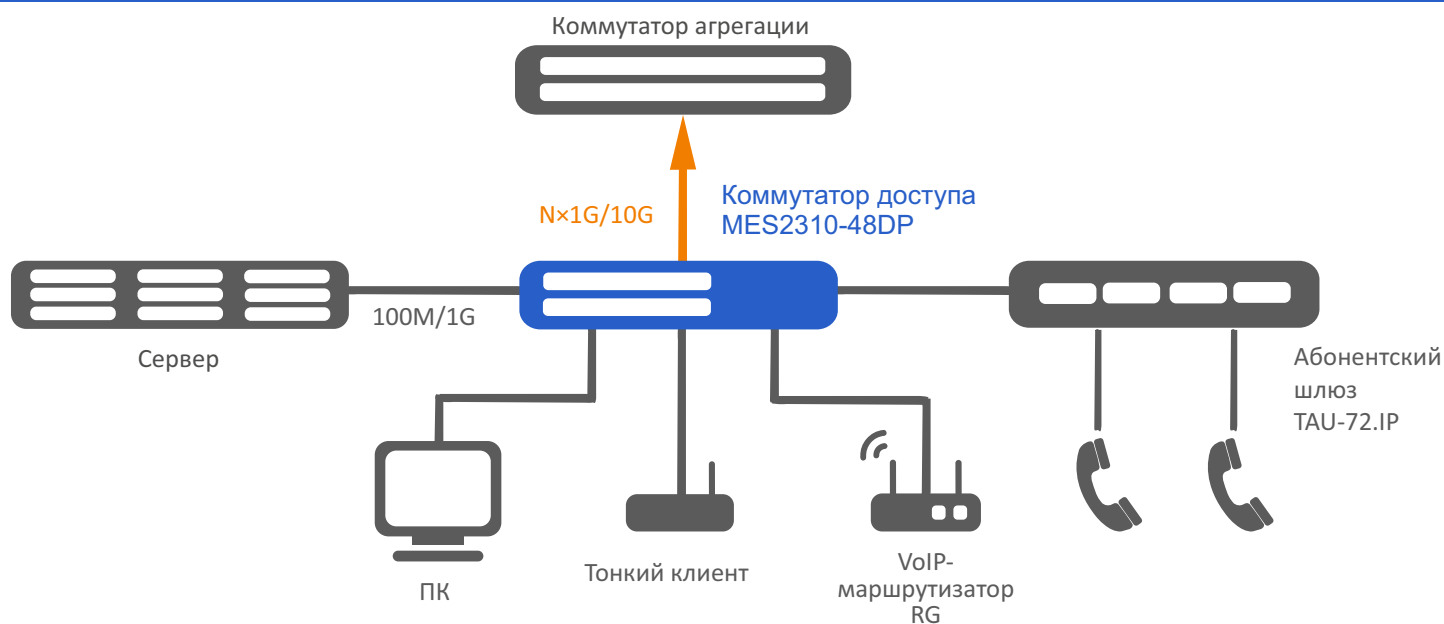 Коммутатор агрегации
N×1G/10G
Коммутатор доступа
MES2310-48DP
100M/1G
Сервер
Абонентский
шлюз
TAU-72.IP
ПК
Тонкий клиент
VoIP-
маршрутизатор
RG